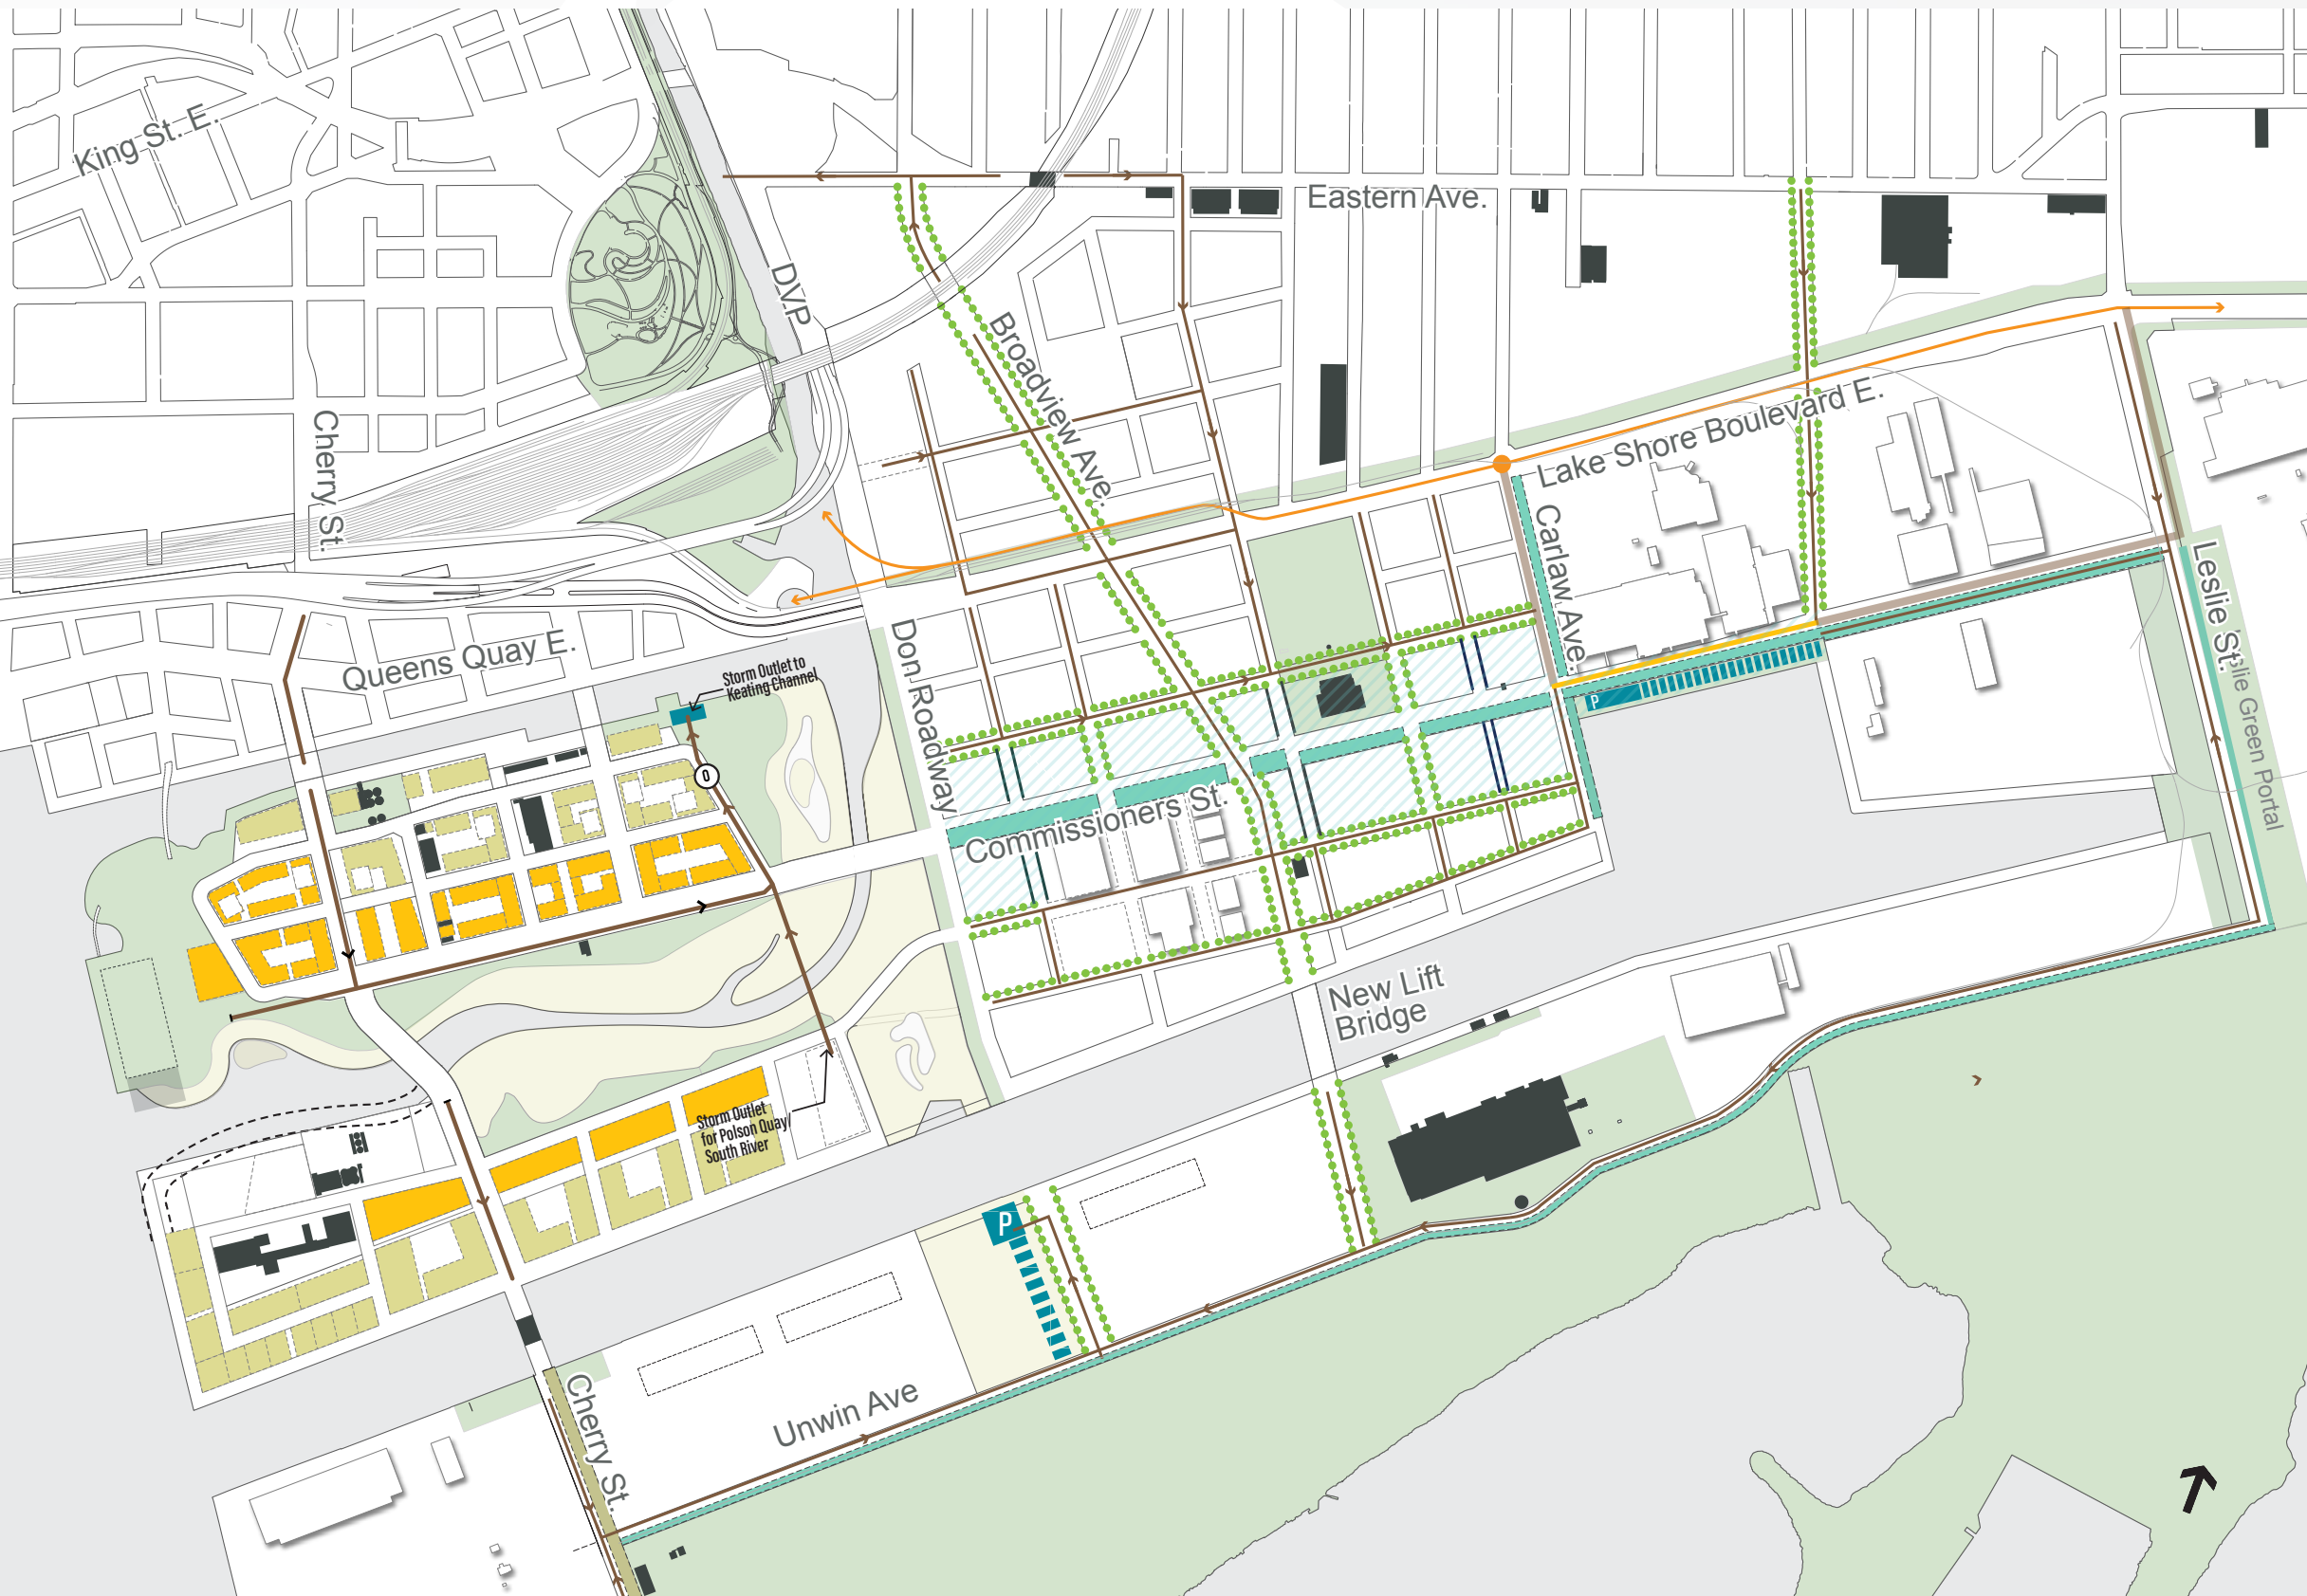 King St. E.
Eastern Ave.
DVP
Broadview Ave.
Cherry St.
Lake Shore Boulevard E.
Carlaw Ave.
Leslie St.
Queens Quay E.
Don Roadway
Storm Outlet to
Keating Channel
P
O
Commissioners St.
New Lift
Bridge
Storm Outlet
for Polson Quay/
South River
P
Unwin Ave
Cherry St.
Green Portal